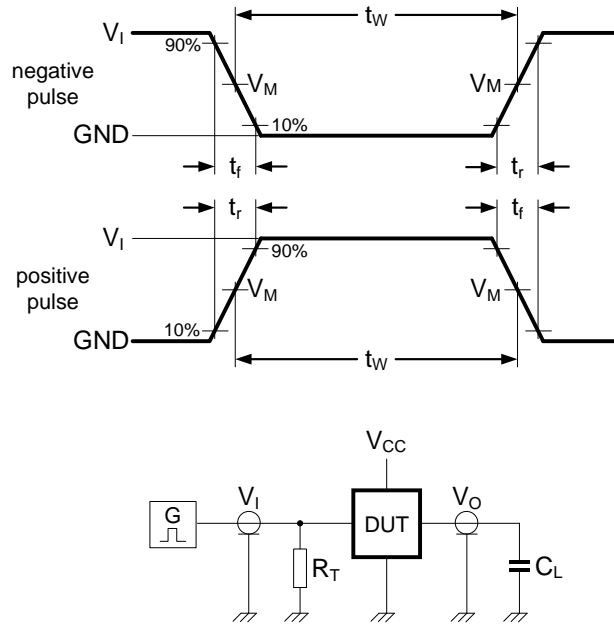 V_I
t_W
90%
negative
pulse
V_M
V_M
10%
GND
t_f
t_r
t_r
t_f
V_I
90%
positive
pulse
V_M
V_M
10%
GND
t_W
V_CC
V_I
V_O
G
DUT
R_T
C_L